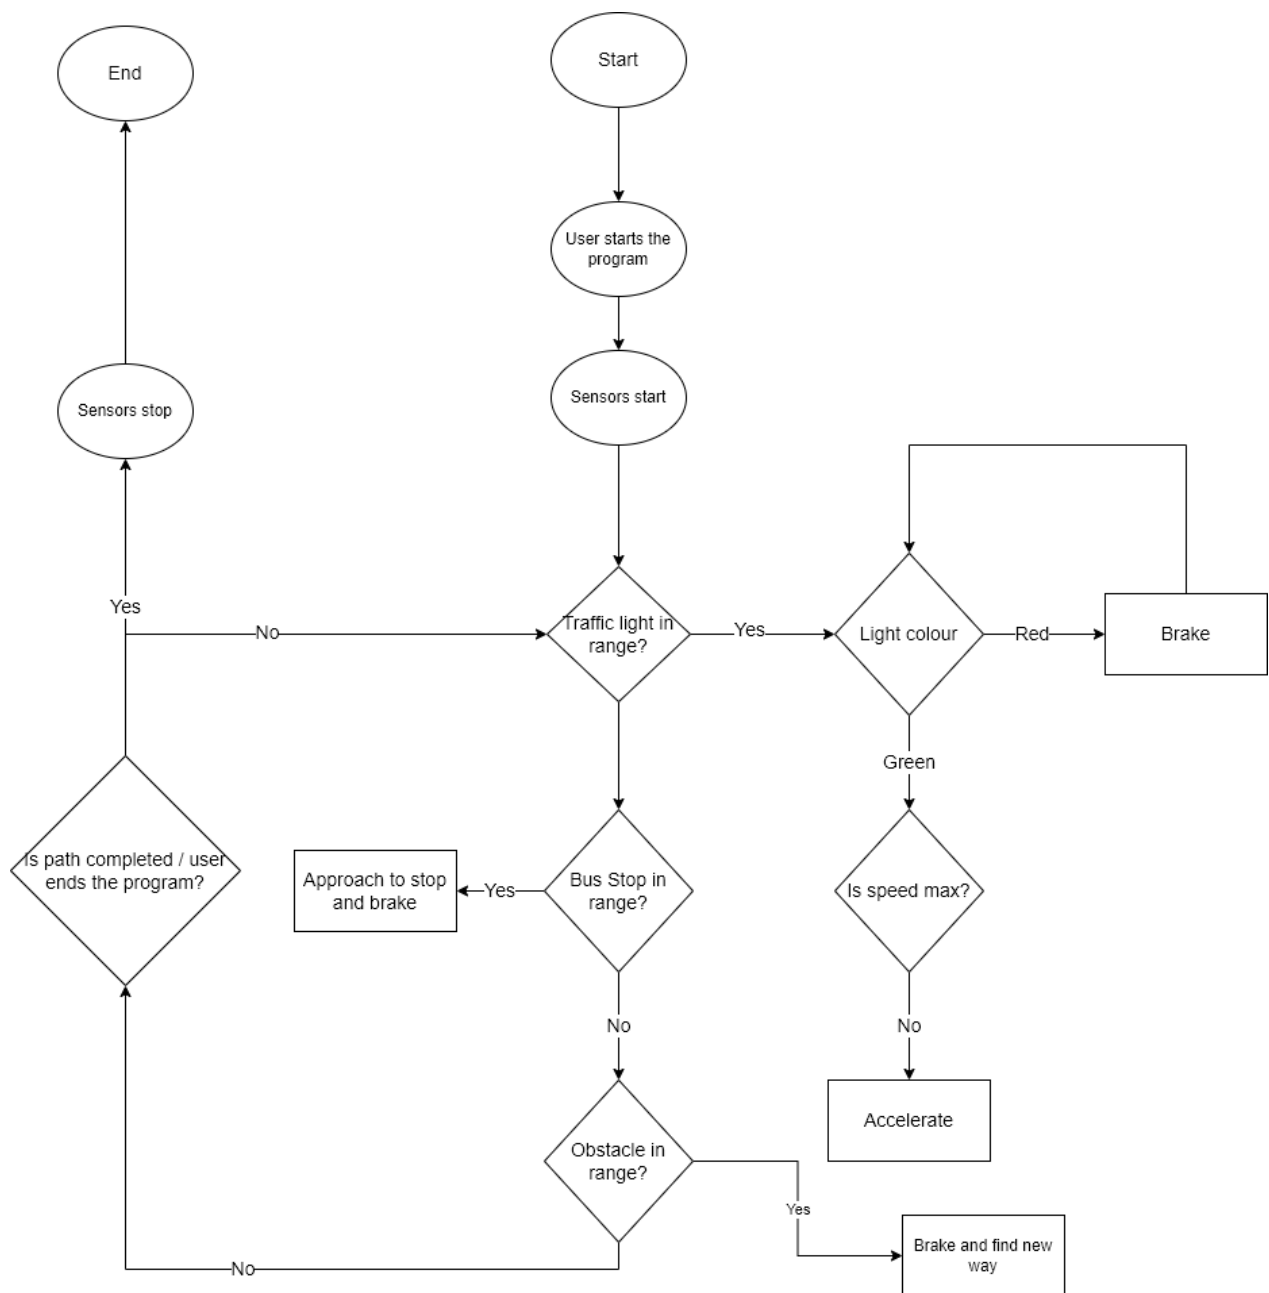 End
Start
User starts the
program
Sensors start
Sensors stop
Yes
No
Traffic light in
range?
Yes
Light colour
Red
Brake
Green
Is path completed / user
ends the program?
Approach to stop
and brake
Yes
Bus Stop in
range?
Is speed max?
No
No
Accelerate
Obstacle in
range?
Yes
Brake and find new
way
No